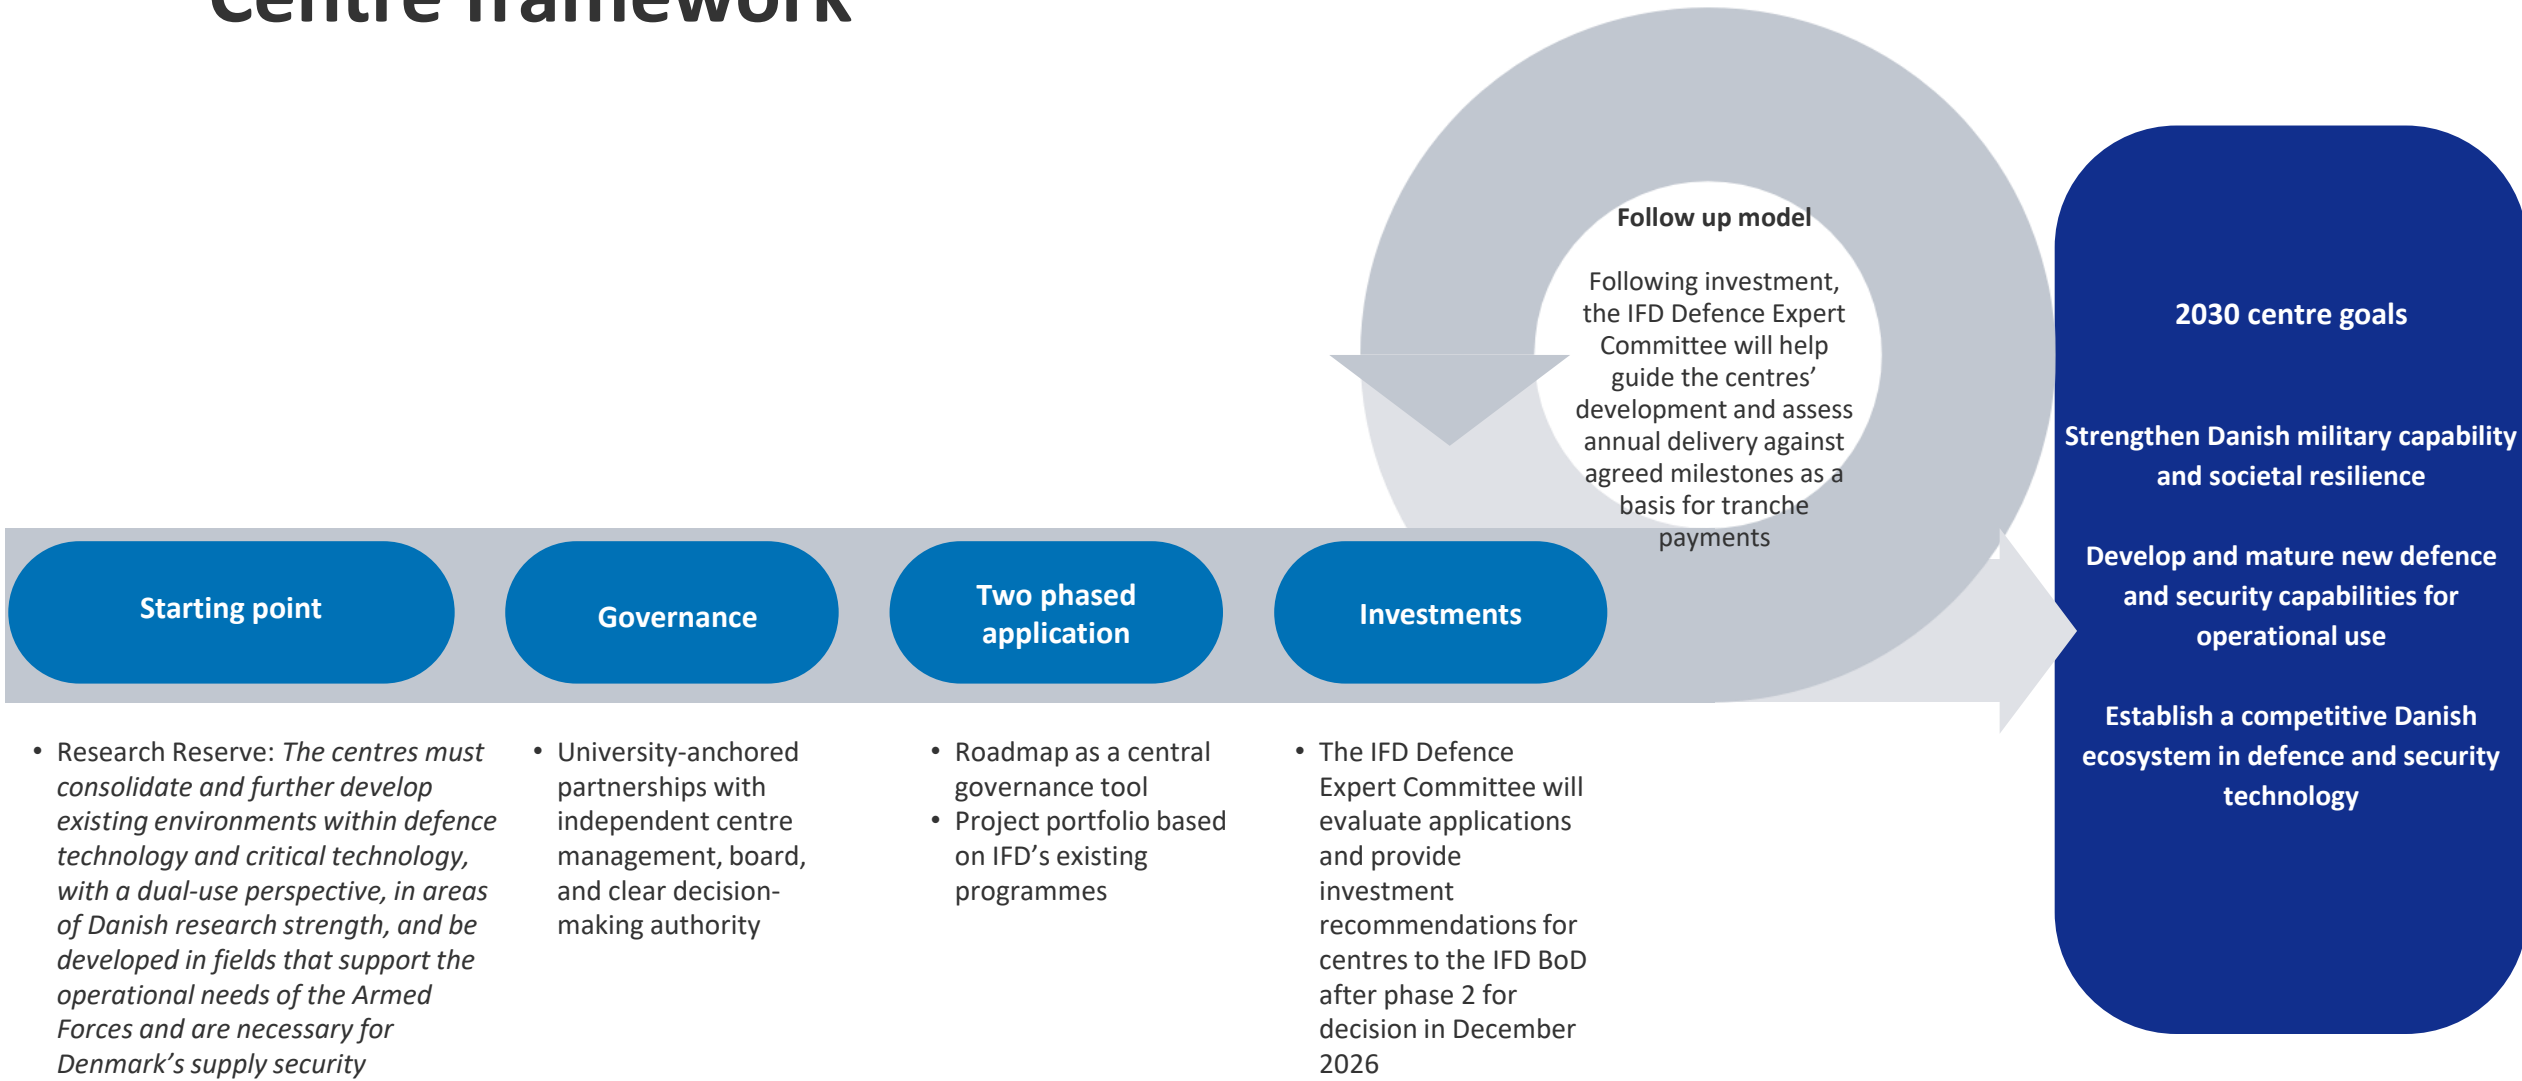 Centre framework
Follow up model
Following investment,
the IFD Defence Expert
Committee will help
guide the centres’
development and assess
annual delivery against
agreed milestones as a
basis for tranche
payments
2030 centre goals
Strengthen Danish military capability
and societal resilience
Develop and mature new defence
and security capabilities for
operational use
Establish a competitive Danish
ecosystem in defence and security
technology
Starting point
Governance
Two phased
application
Investments
• Research Reserve: The centres must
consolidate and further develop
existing environments within defence
technology and critical technology,
with a dual-use perspective, in areas
of Danish research strength, and be
developed in fields that support the
operational needs of the Armed
Forces and are necessary for
Denmark’s supply security
• University-anchored
partnerships with
independent centre
management, board,
and clear decision-
making authority
• Roadmap as a central
governance tool
• Project portfolio based
on IFD’s existing
programmes
• The IFD Defence
Expert Committee will
evaluate applications
and provide
investment
recommendations for
centres to the IFD BoD
after phase 2 for
decision in December
2026